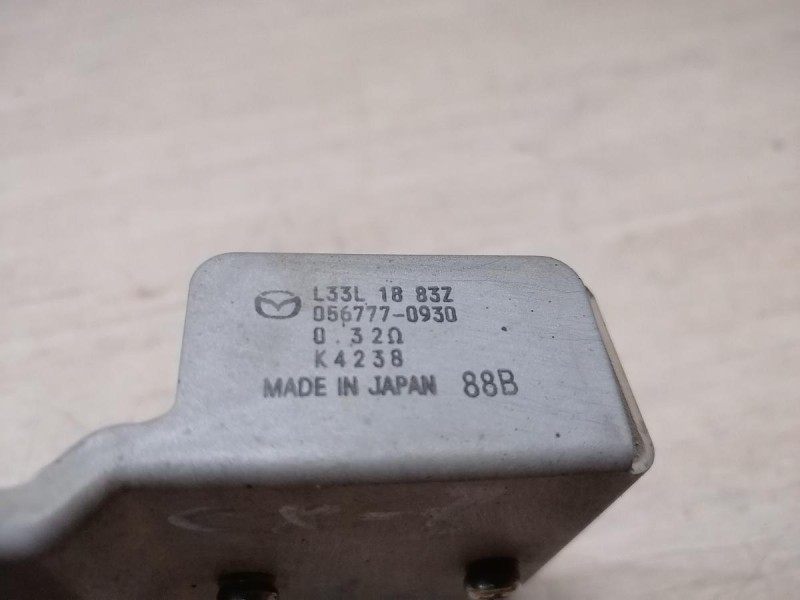 L33L 18 83Z
056777-0930
0.32Ω
K4238
MADE IN JAPAN 88B